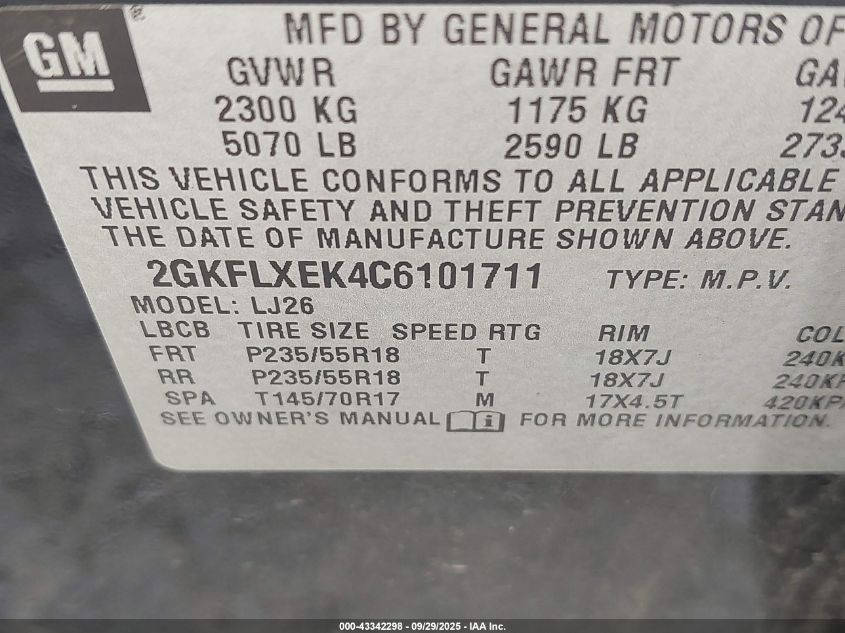 GM
®
MFD BY GENERAL MOTORS OF
GVWR GAWR FRT GA
2300 KG 1175 KG 124
5070 LB 2590 LB 273
THIS VEHICLE CONFORMS TO ALL APPLICABLE
VEHICLE SAFETY AND THEFT PREVENTION STAN
THE DATE OF MANUFACTURE SHOWN ABOVE.
2GKFLXEK4C6101711 TYPE: M.P.V.
MODEL: LJ26
LBCB TIRE SIZE SPEED RTG RIM COL
FRT P235/55R18 T 18X7J 240K
RR P235/55R18 T 18X7J 240KP
SPA T145/70R17 M 17X4.5T 420KPA
SEE OWNER'S MANUAL i FOR MORE INFORMATION.
000-43342298 - 09/29/2025 - IAA Inc.